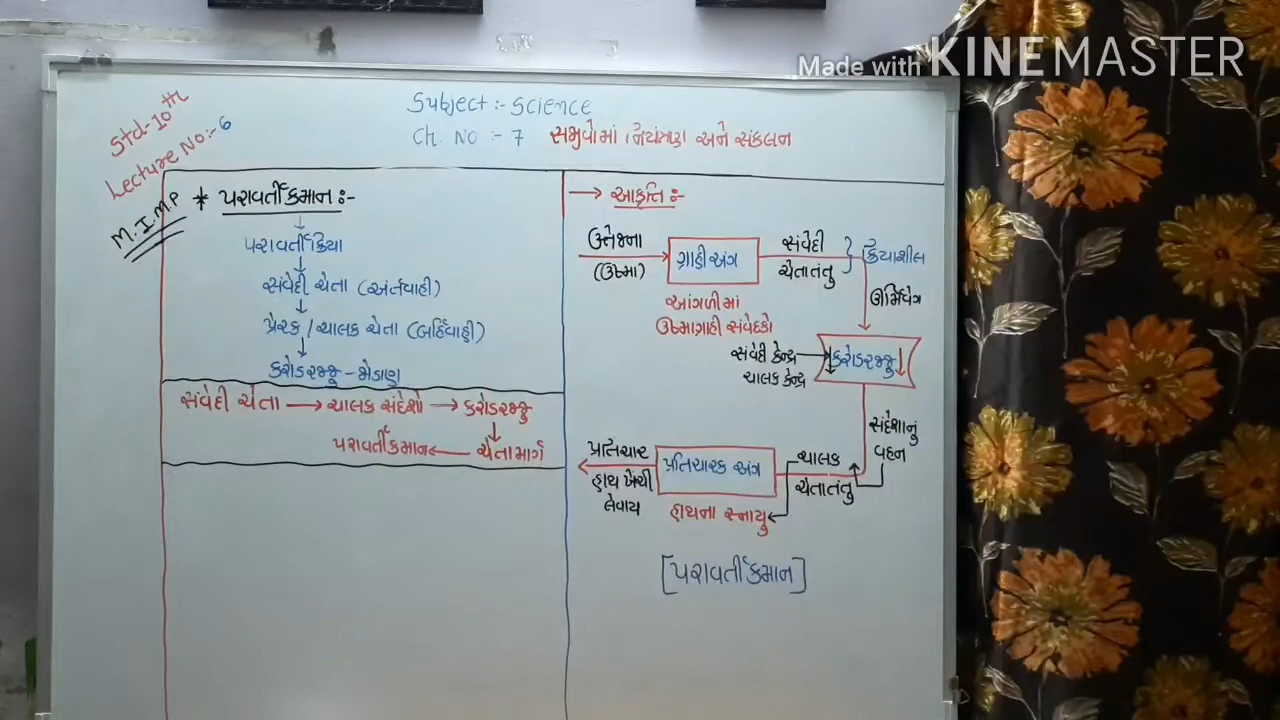 Made with KINEMASTER
Std-10th
Lecture No:-6
Subject :- Science
Ch. No :- 7 સજીવોમાં નિયંત્રણ અને સંકલન
M.I.M.P
* પરાવર્તી કમાન :-
↓
પરાવર્તી ક્રિયા
↓
સંવેદી ચેતા (અંર્તવાહી)
↓
પ્રેરક / ચાલક ચેતા (બર્હિવાહી)
↓
કરોડરજ્જુ - જોડાણ
સંવેદી ચેતા → ચાલક સંદેશો → કરોડરજ્જુ
↓
પરાવર્તી કમાન ← ચેતામાર્ગ
→ આકૃતિ :-
ઉત્તેજના
(ઉષ્મા)
ગ્રાહી અંગ
સંવેદી
ચેતાતંતુ
ક્રિયાશીલ
આંગળીમાં
ઉષ્માગ્રાહી સંવેદકો
ઊર્મિવેગ
સંવેદી કેન્દ્ર
ચાલક કેન્દ્ર
↓કરોડરજ્જુ↓
સંદેશાનું
વહન
ચાલક
ચેતાતંતુ
પ્રતિચારક અંગ
હાથના સ્નાયુ
પ્રતિચાર
હાથ ખેંચી
લેવાય
[પરાવર્તી કમાન]